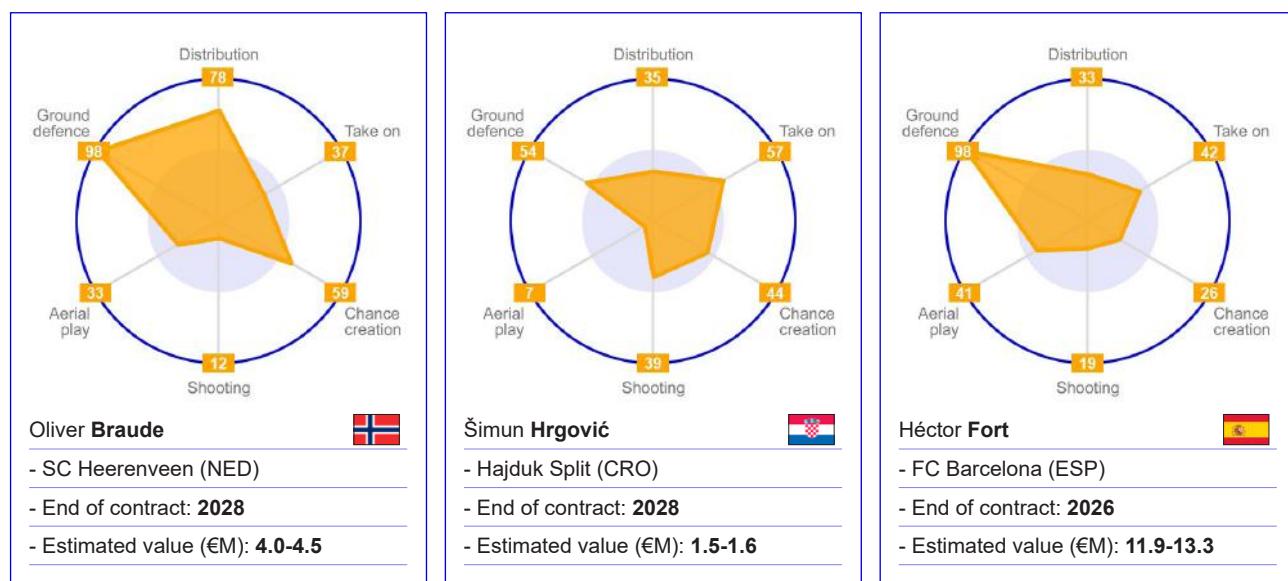 Distribution
78
Ground
defence
98
Take on
37
33
Aerial
play
59
Chance
creation
12
Shooting
Oliver Braude
- SC Heerenveen (NED)
- End of contract: 2028
- Estimated value (€M): 4.0-4.5
Distribution
35
Ground
defence
54
Take on
57
7
Aerial
play
44
Chance
creation
39
Shooting
Šimun Hrgović
- Hajduk Split (CRO)
- End of contract: 2028
- Estimated value (€M): 1.5-1.6
Distribution
33
Ground
defence
98
Take on
42
41
Aerial
play
26
Chance
creation
19
Shooting
Héctor Fort
- FC Barcelona (ESP)
- End of contract: 2026
- Estimated value (€M): 11.9-13.3